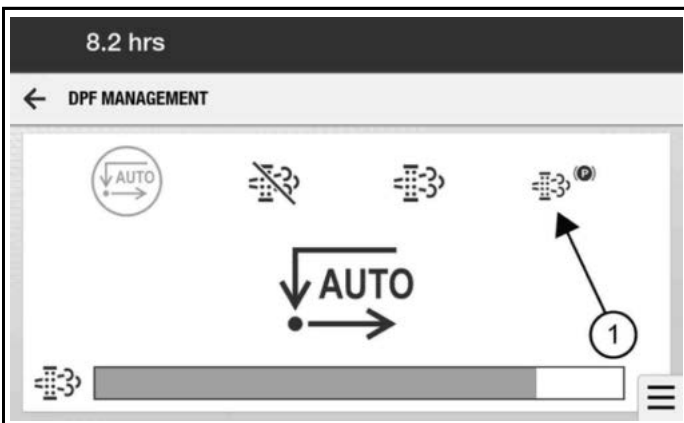 8.2 hrs
← DPF MANAGEMENT
AUTO
(P)
AUTO
1